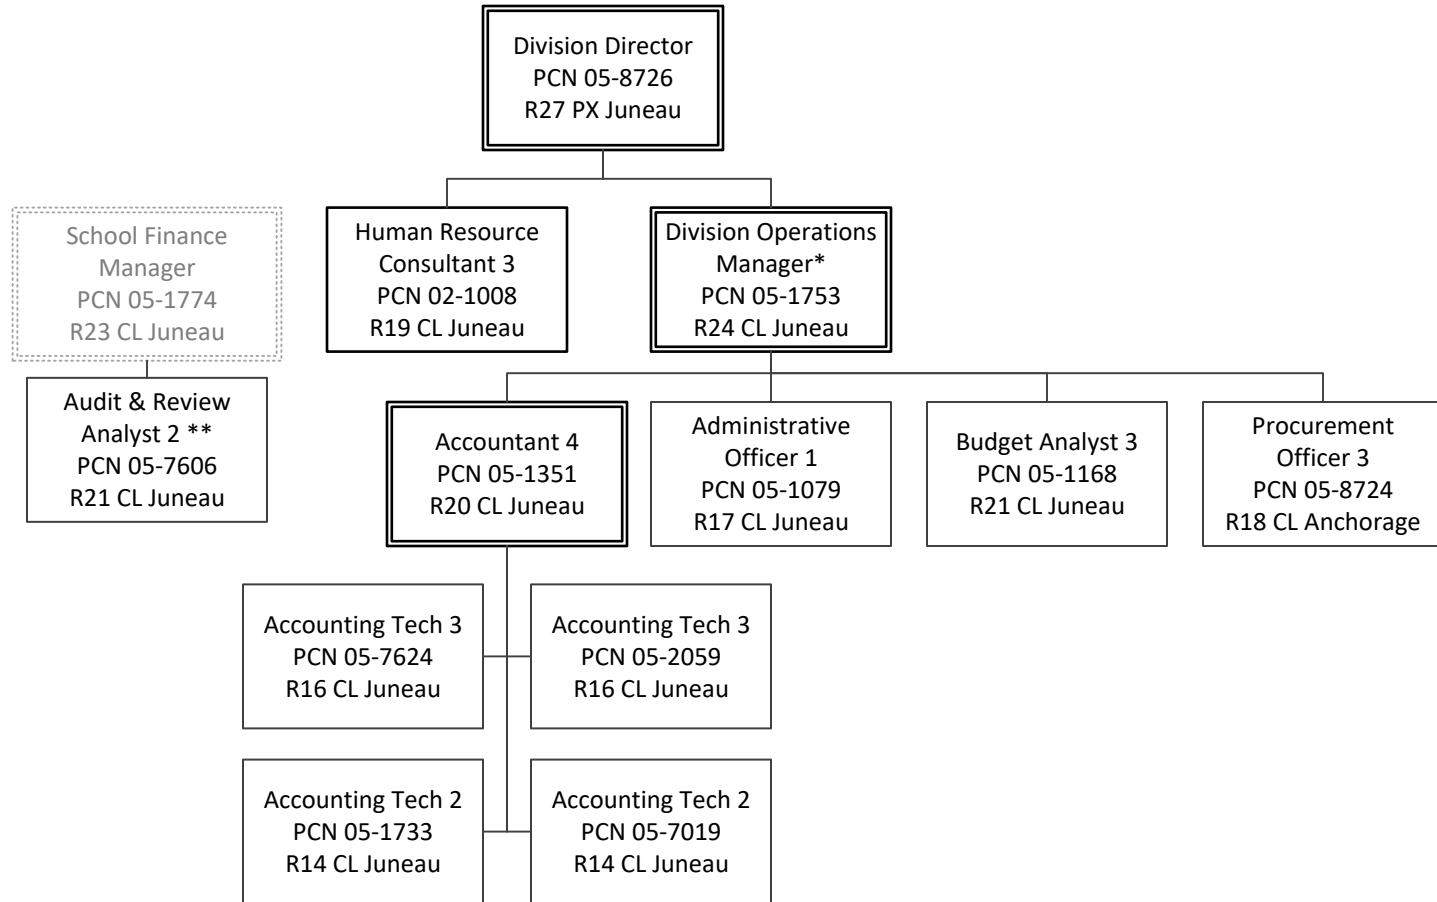 Division Director
PCN 05-8726
R27 PX Juneau
School Finance
Manager
PCN 05-1774
R23 CL Juneau
Human Resource
Consultant 3
PCN 02-1008
R19 CL Juneau
Division Operations
Manager*
PCN 05-1753
R24 CL Juneau
Audit & Review
Analyst 2 **
PCN 05-7606
R21 CL Juneau
Accountant 4
PCN 05-1351
R20 CL Juneau
Administrative
Officer 1
PCN 05-1079
R17 CL Juneau
Budget Analyst 3
PCN 05-1168
R21 CL Juneau
Procurement
Officer 3
PCN 05-8724
R18 CL Anchorage
Accounting Tech 3
PCN 05-7624
R16 CL Juneau
Accounting Tech 3
PCN 05-2059
R16 CL Juneau
Accounting Tech 2
PCN 05-1733
R14 CL Juneau
Accounting Tech 2
PCN 05-7019
R14 CL Juneau